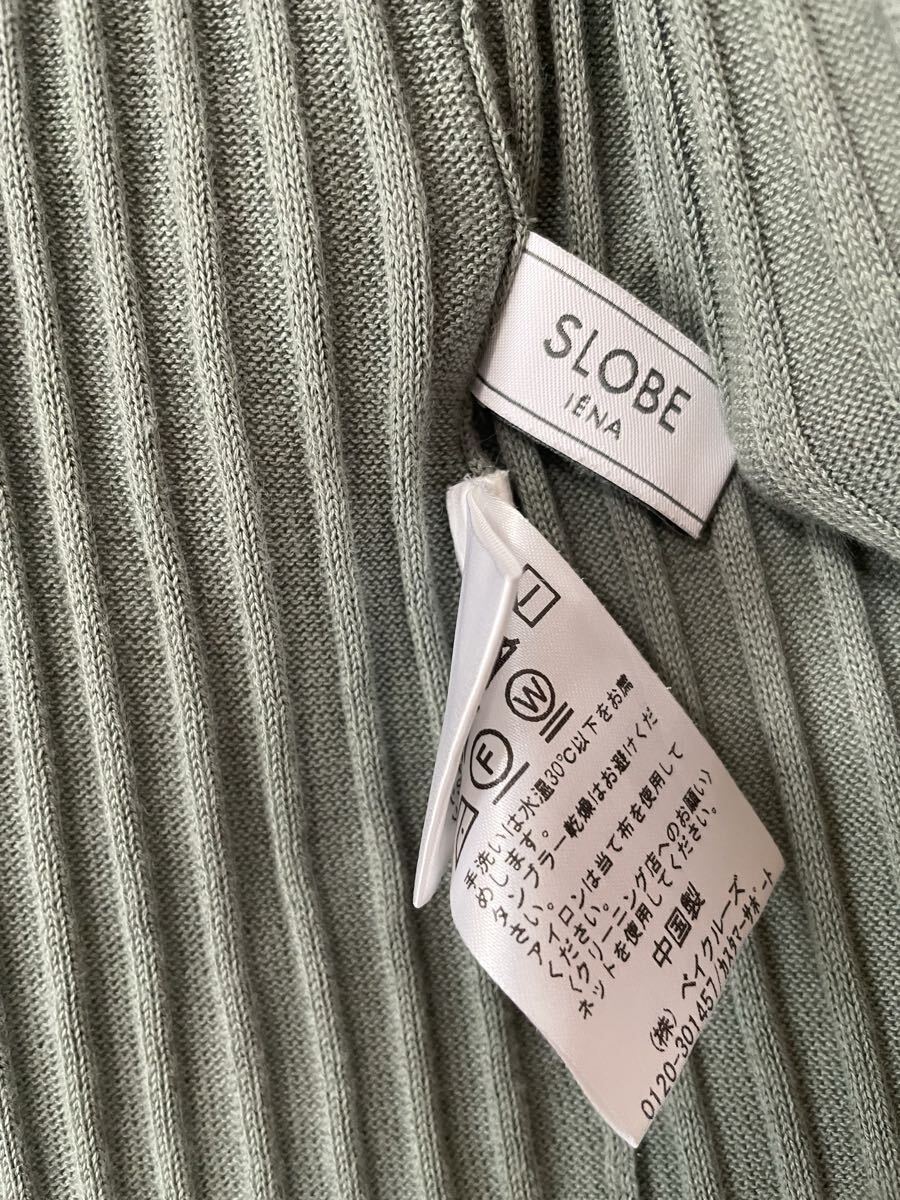 SLOBE
IÉNA
W
F
手洗いは水温30℃以下をお薦
めします。
タンブラー乾燥はお避けくだ
さい。
アイロンは当て布を使用して
ください。
〈クリーニング店へのお願い〉
ネットを使用してください。
中国製
(株) ベイクルーズ
0120-301457/カスタマーサポート